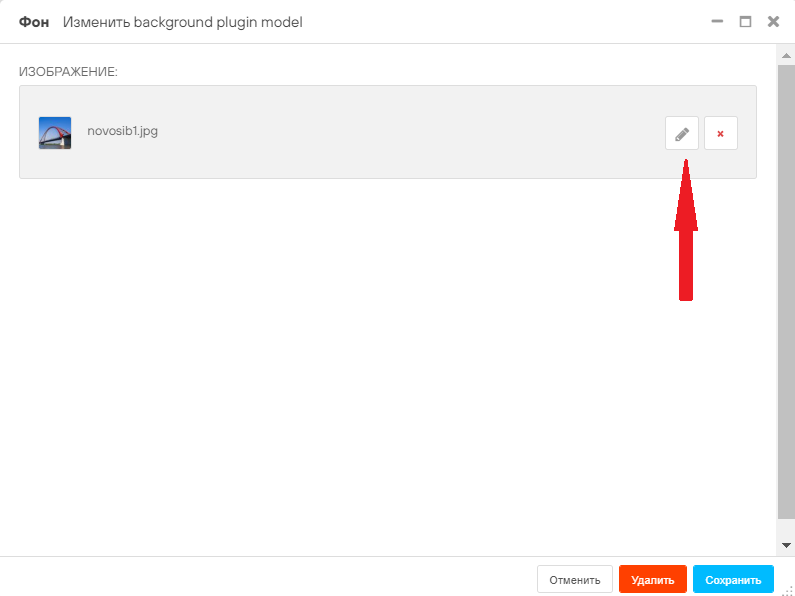 Фон Изменить background plugin model
ИЗОБРАЖЕНИЕ:
novosib1.jpg
Отменить Удалить Сохранить